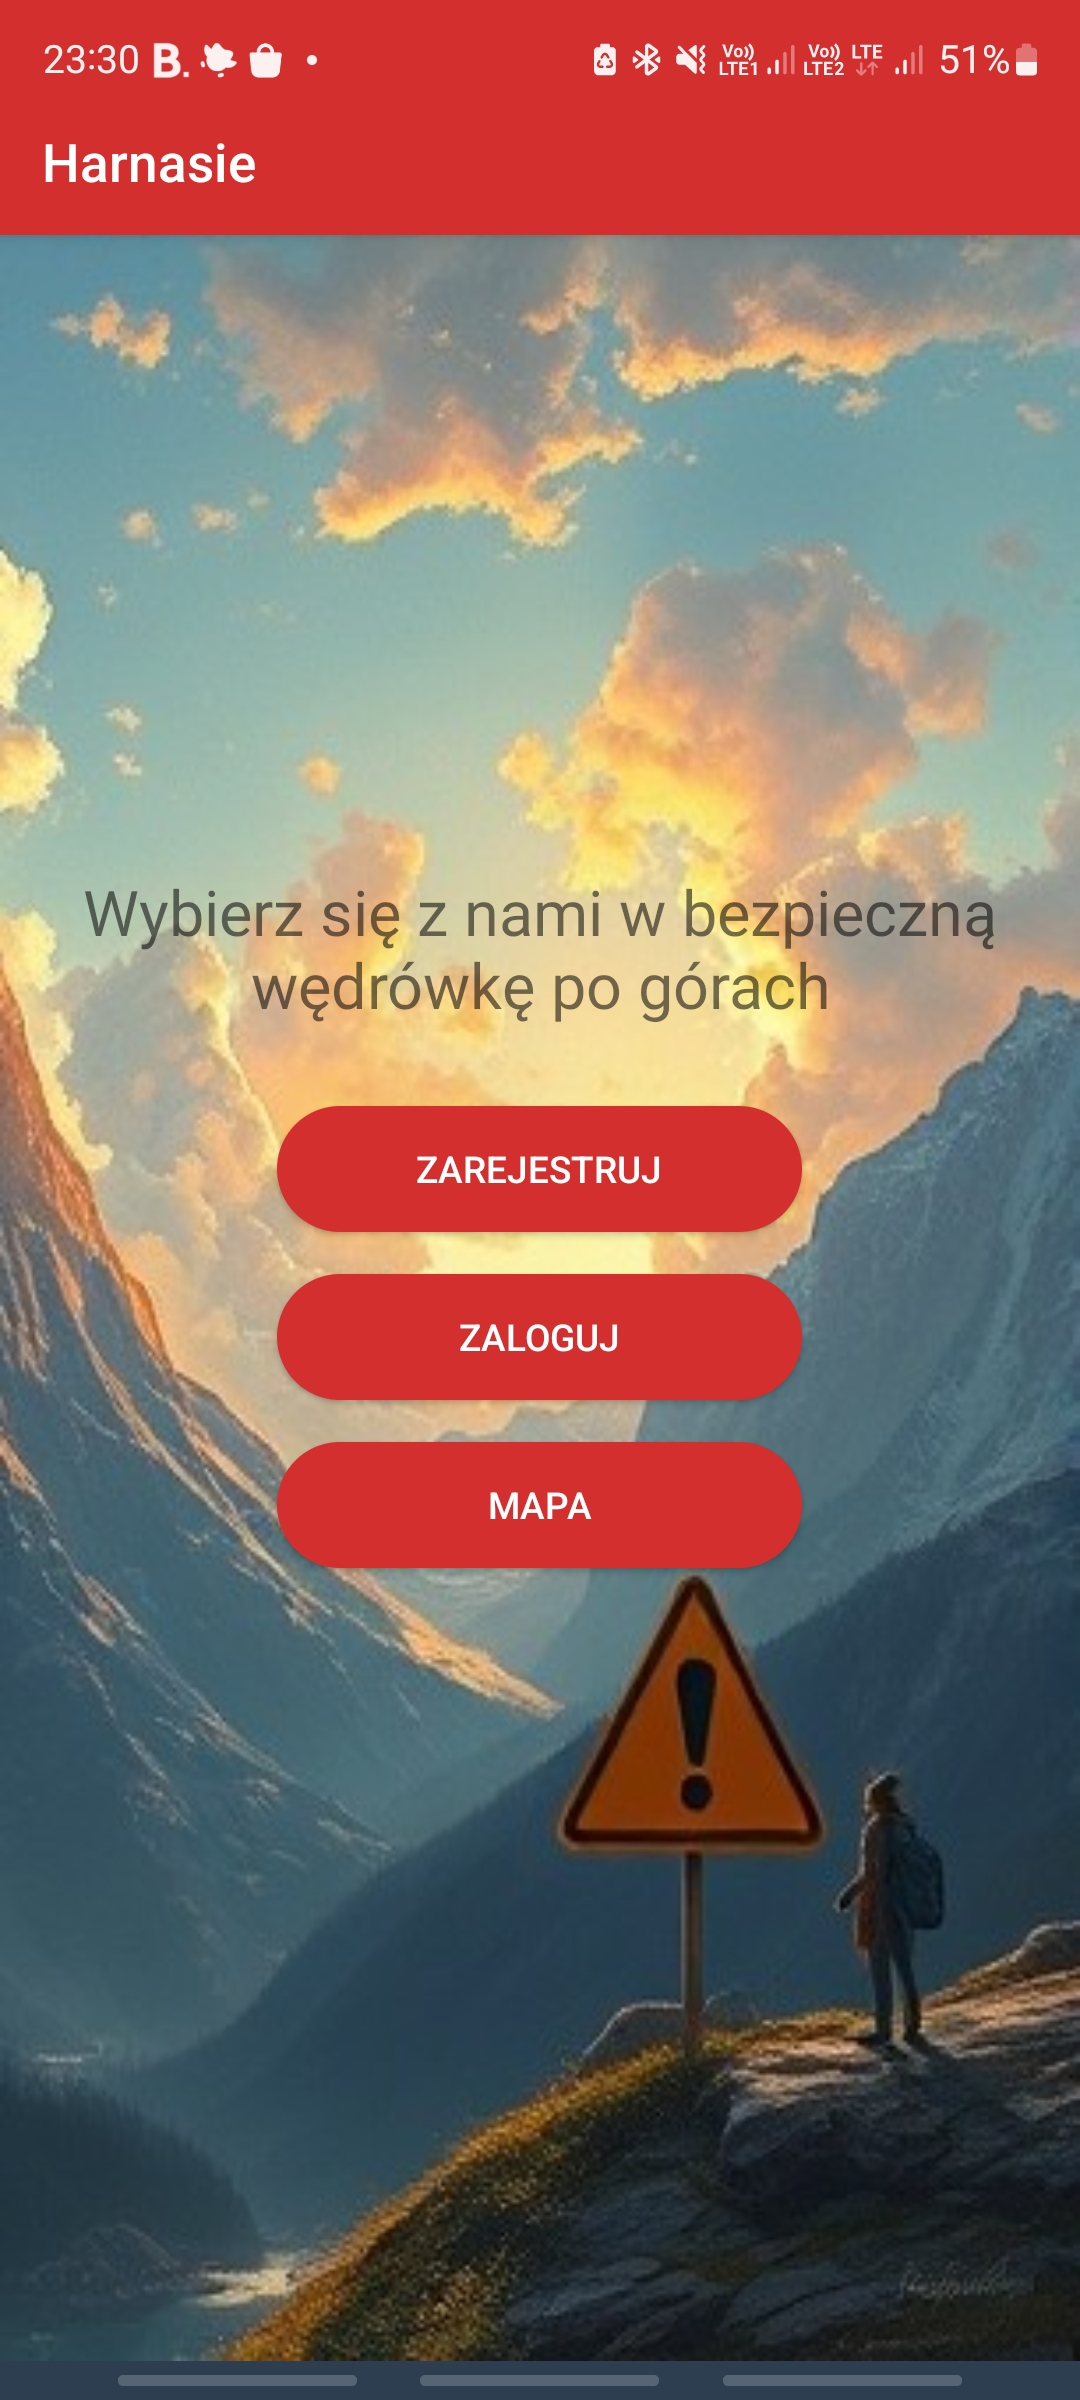 23:30 B. Vo)) LTE1 Vo)) LTE2 LTE 51%
Harnasie
Wybierz się z nami w bezpieczną
wędrówkę po górach
ZAREJESTRUJ
ZALOGUJ
MAPA
!